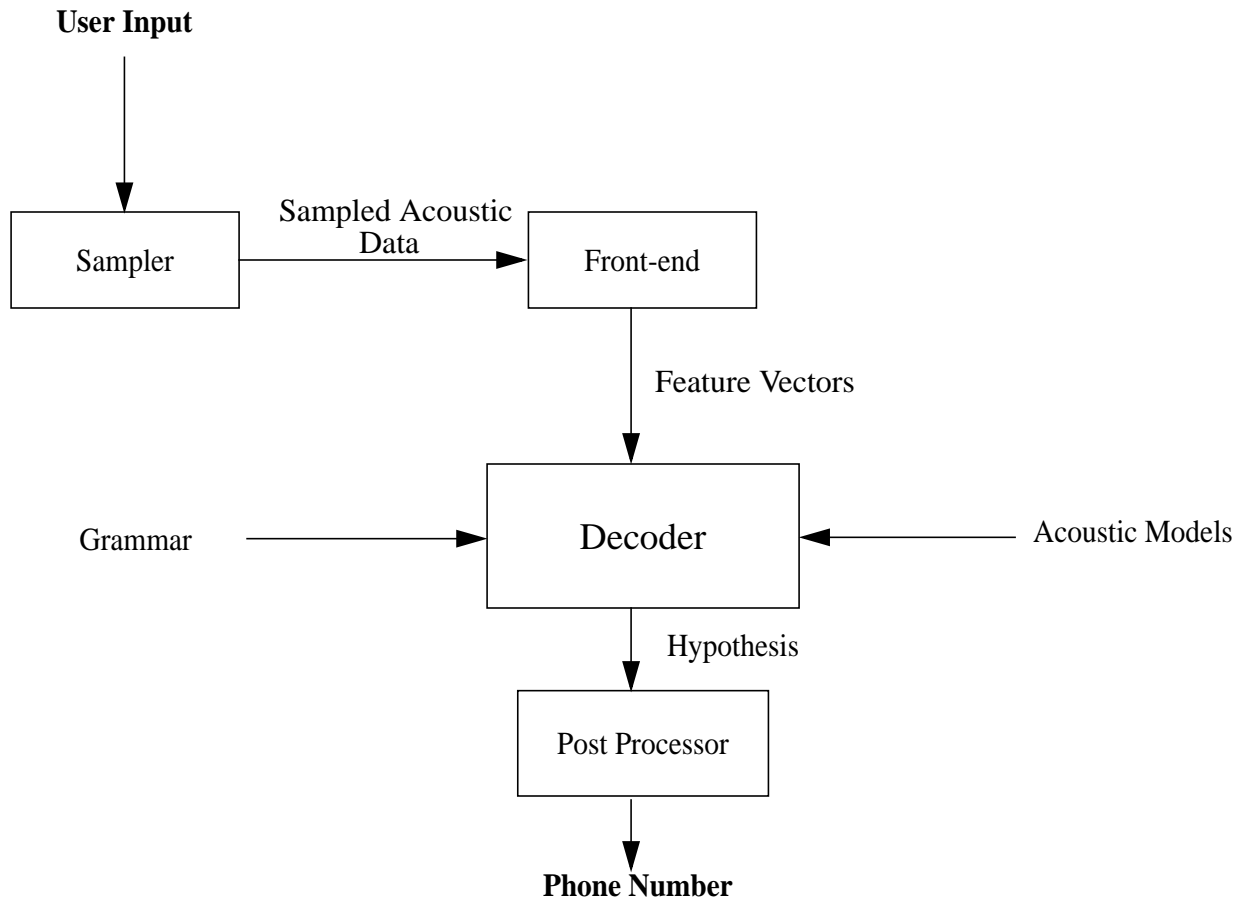 User Input
Sampled Acoustic
Data
Sampler
Front-end
Feature Vectors
Grammar
Decoder
Acoustic Models
Hypothesis
Post Processor
Phone Number